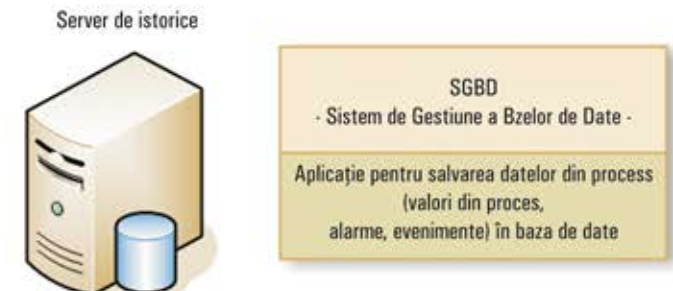 Server de istorice
SGBD
- Sistem de Gestiune a Bzelor de Date -
Aplicație pentru salvarea datelor din process
(valori din proces,
alarme, evenimente) în baza de date